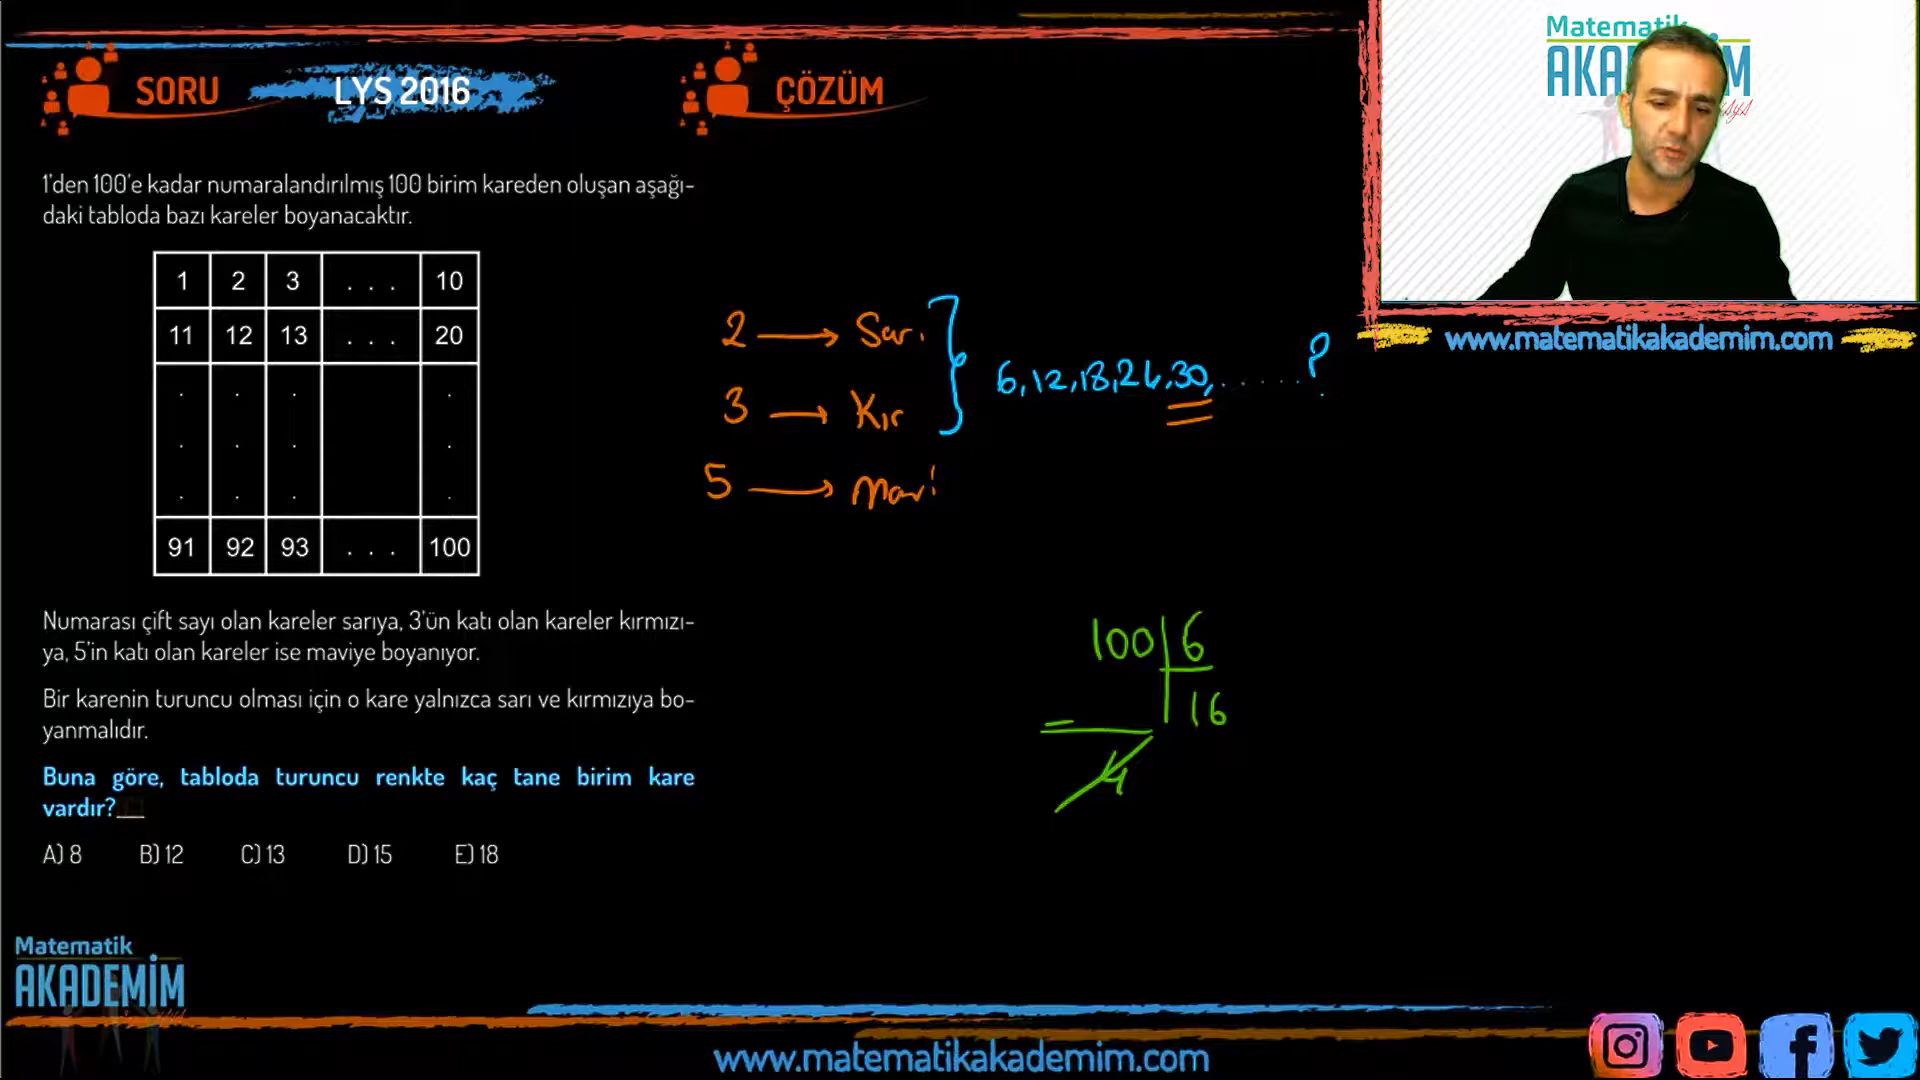 SORU
LYS 2016
ÇÖZÜM
Matematik
1'den 100'e kadar numaralandırılmış 100 birim kareden oluşan aşağı-
daki tabloda bazı kareler boyanacaktır.
1 2 3 . . . 10
11 12 13 . . . 20
91 92 93 . . . 100
Numarası çift sayı olan kareler sarıya, 3'ün katı olan kareler kırmızı-
ya, 5'in katı olan kareler ise maviye boyanıyor.
Bir karenin turuncu olması için o kare yalnızca sarı ve kırmızıya bo-
yanmalıdır.
Buna göre, tabloda turuncu renkte kaç tane birim kare
vardır?
A) 8 B) 12 C) 13 D) 15 E) 18
2 → Sarı
3 → Kır
5 → Mavi
6, 12, 18, 24, 30, . . . . . ?
100 | 6
16
4
www.matematikakademim.com
Matematik
AKADEMİM
www.matematikakademim.com